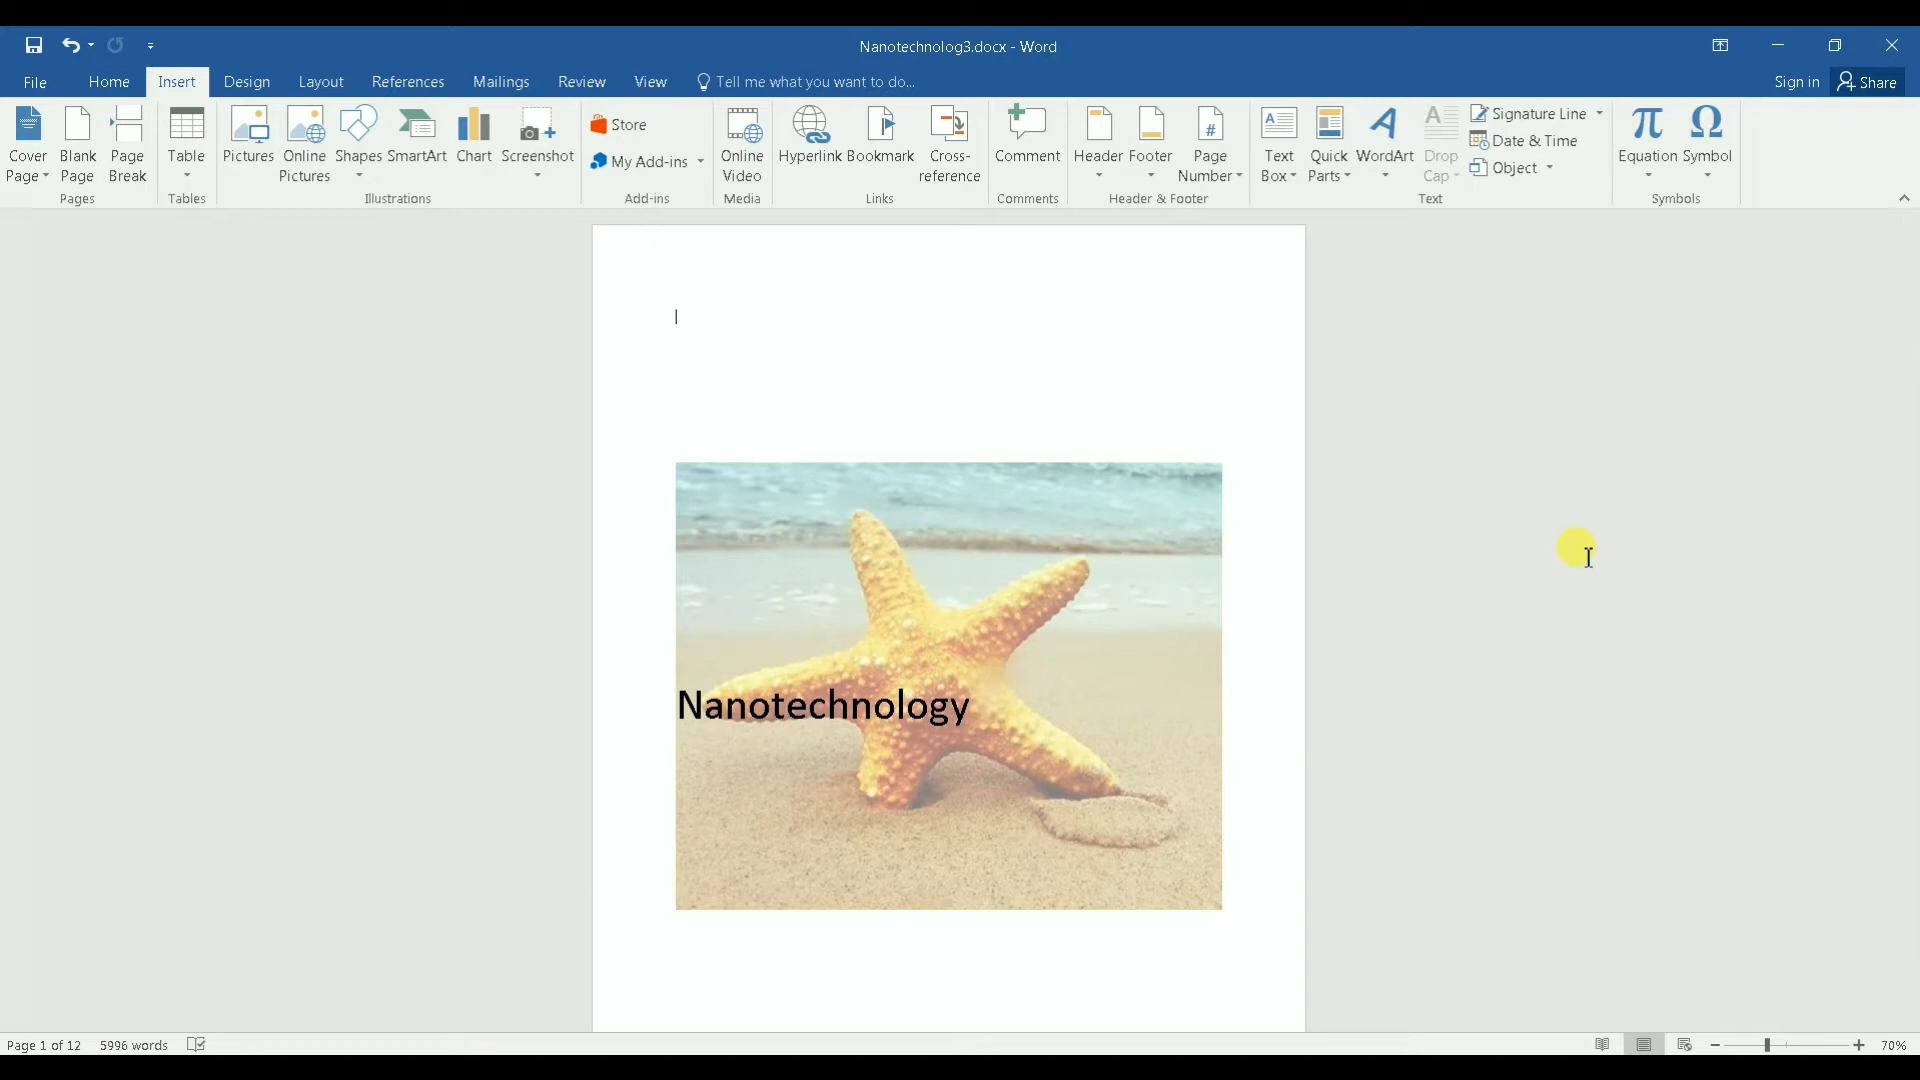 Nanotechnolog3.docx - Word
File Home Insert Design Layout References Mailings Review View Tell me what you want to do... Sign in Share
Cover Page
Blank Page
Page Break
Pages
Table
Tables
Pictures
Online Pictures
Shapes
SmartArt
Chart
Screenshot
Illustrations
Store
My Add-ins
Add-ins
Online Video
Media
Hyperlink
Bookmark
Cross-reference
Links
Comment
Comments
Header
Footer
Page Number
#
Header & Footer
Text Box
Quick Parts
WordArt
Drop Cap
Signature Line
Date & Time
Object
Text
π
Equation
Ω
Symbol
Symbols
Nanotechnology
Page 1 of 12 5996 words 70%